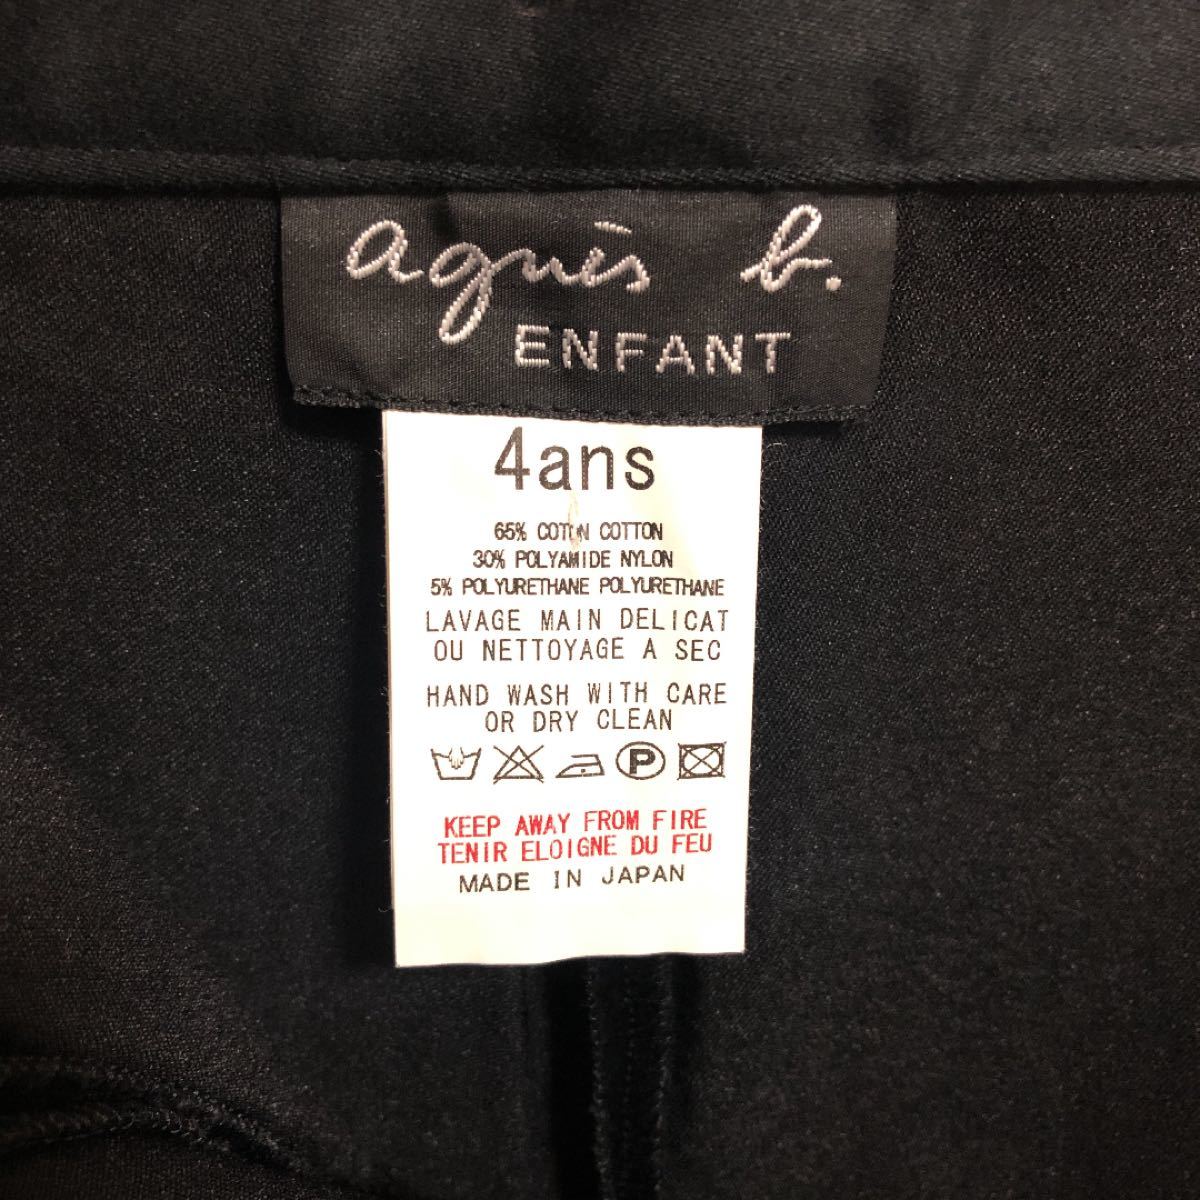 agnès b.
ENFANT
4ans
65% COTON COTTON
30% POLYAMIDE NYLON
5% POLYURETHANE POLYURETHANE
LAVAGE MAIN DELICAT
OU NETTOYAGE A SEC
HAND WASH WITH CARE
OR DRY CLEAN
P
KEEP AWAY FROM FIRE
TENIR ELOIGNE DU FEU
MADE IN JAPAN